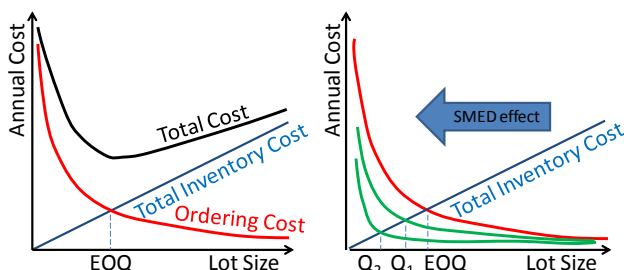 Annual Cost
Total Cost
Total Inventory Cost
Ordering Cost
EOQ
Lot Size
Annual Cost
SMED effect
Total Inventory Cost
Q₂
Q₁
EOQ
Lot Size